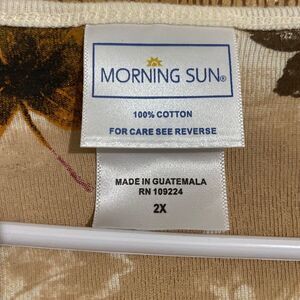 MORNING SUN®
100% COTTON
FOR CARE SEE REVERSE
MADE IN GUATEMALA
RN 109224
2X